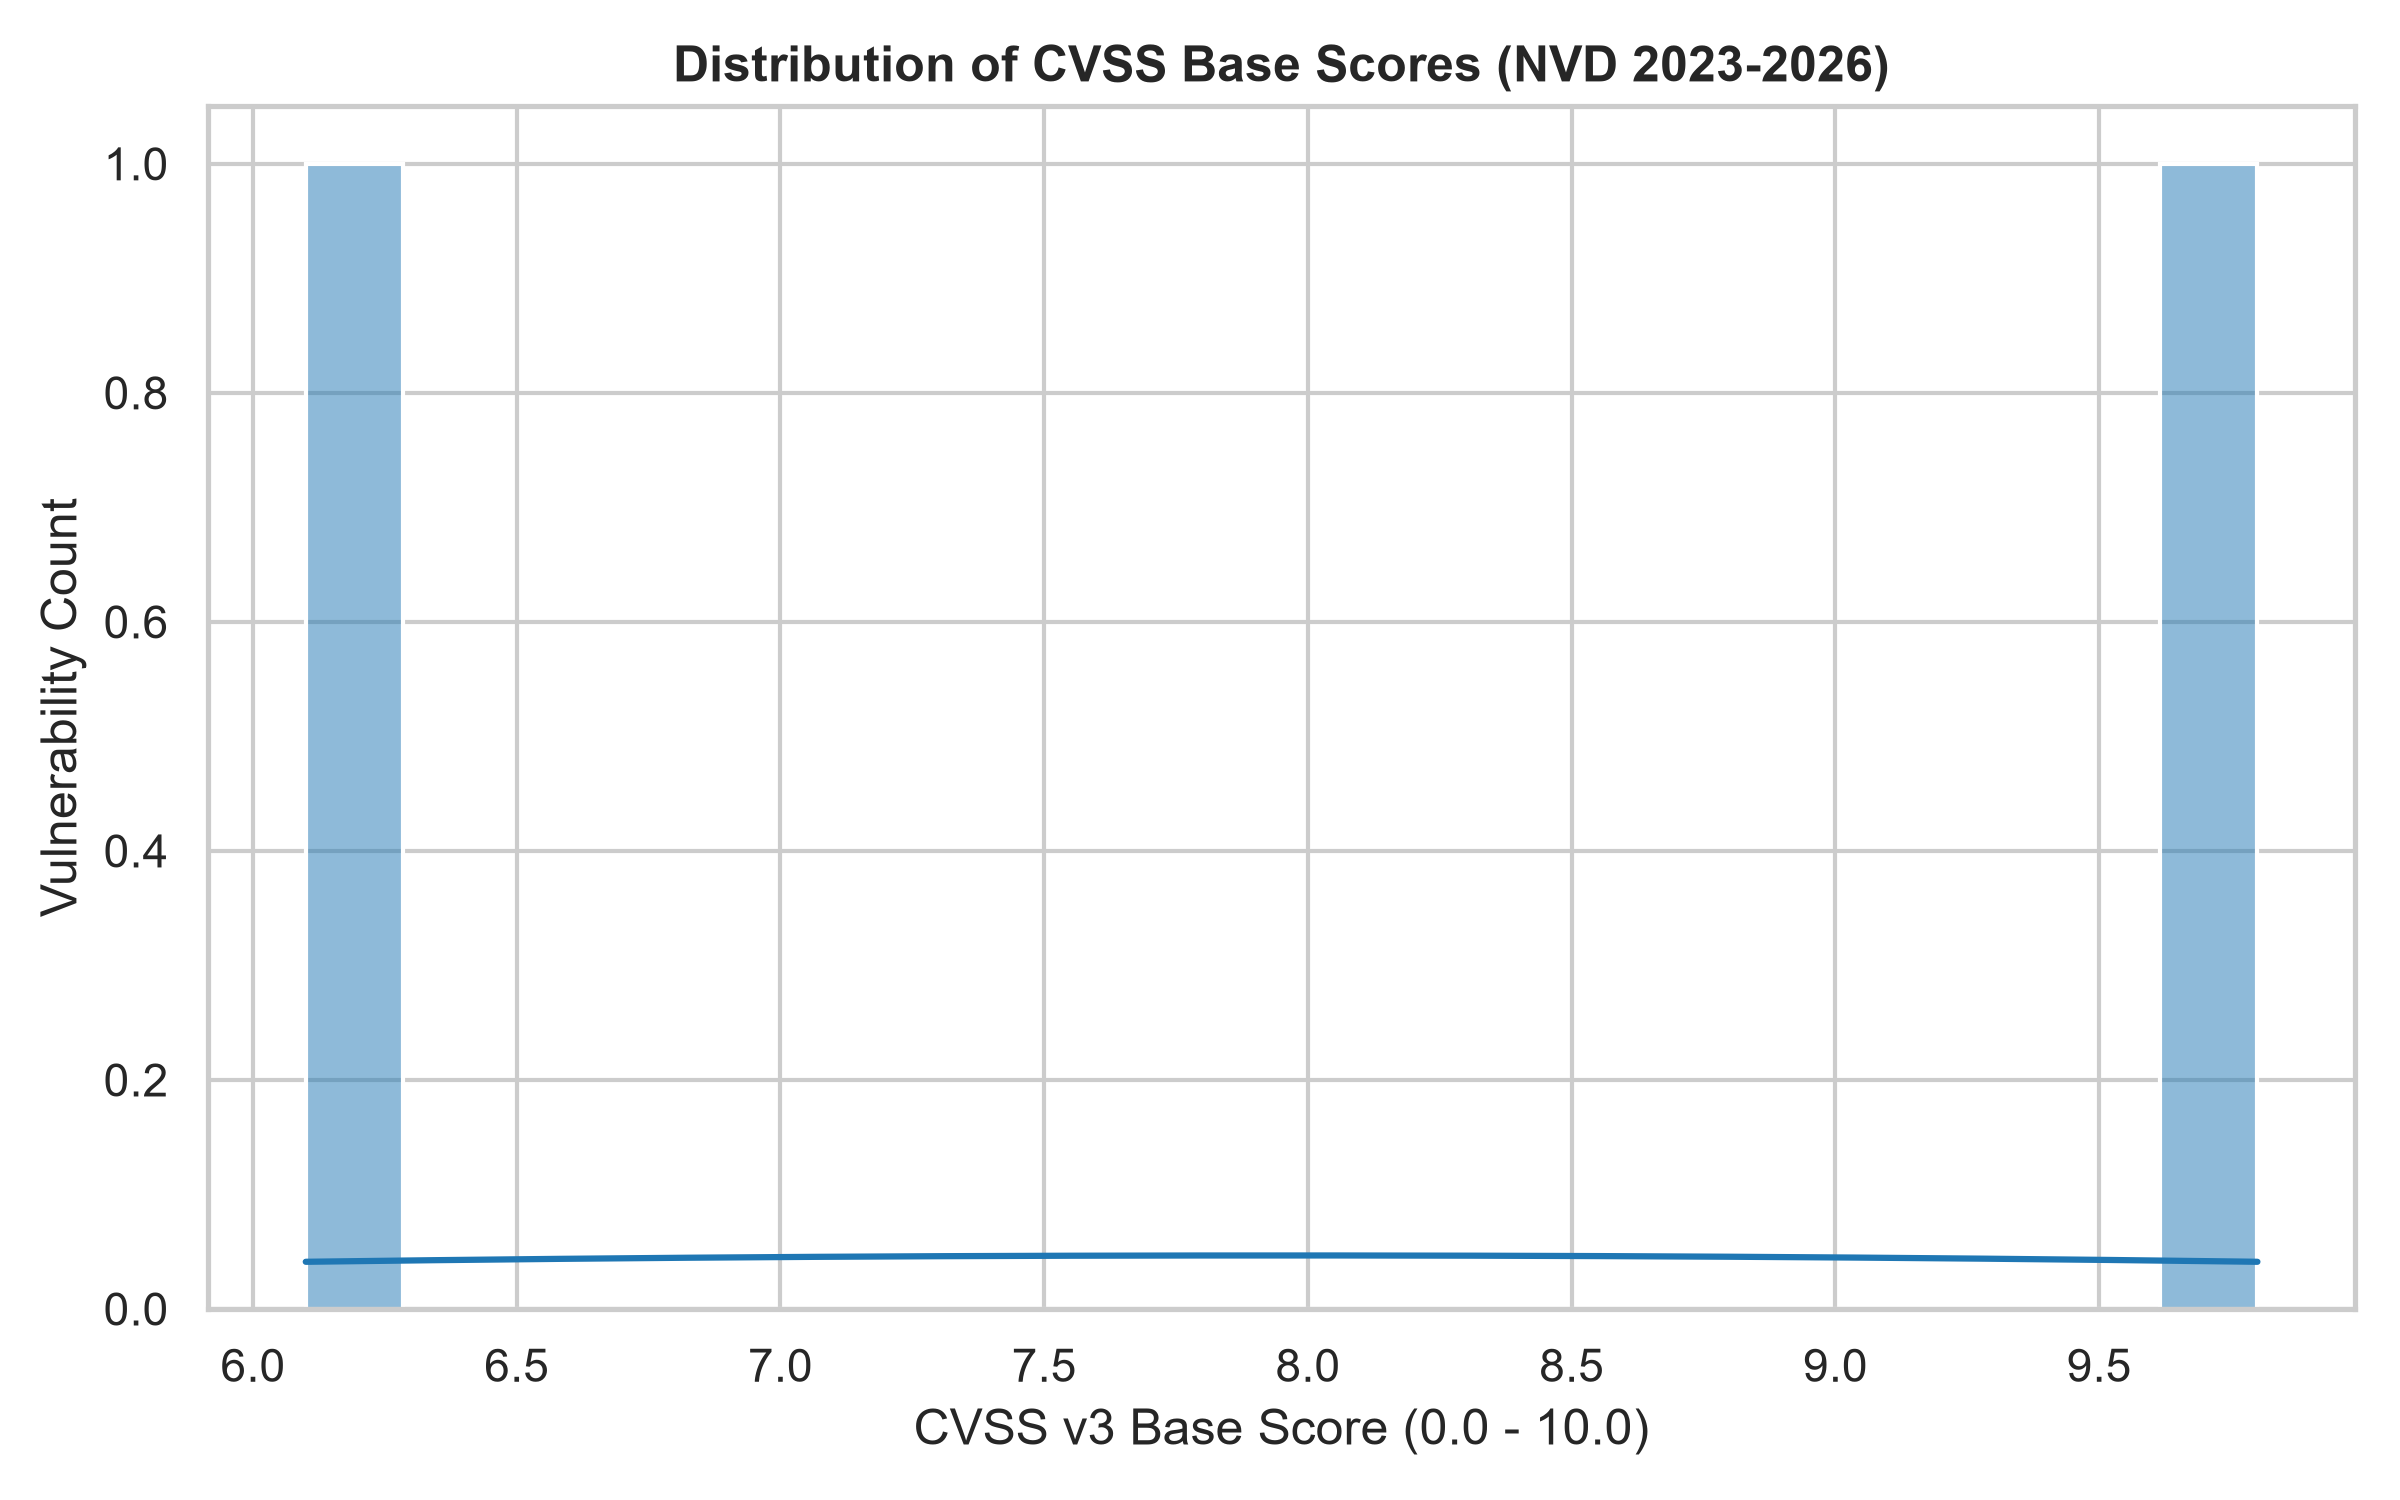 Distribution of CVSS Base Scores (NVD 2023-2026)
Vulnerability Count
1.0
0.8
0.6
0.4
0.2
0.0
6.0 6.5 7.0 7.5 8.0 8.5 9.0 9.5
CVSS v3 Base Score (0.0 - 10.0)